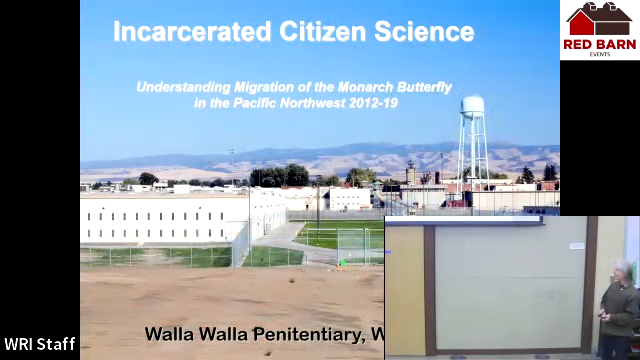 Incarcerated Citizen Science
RED BARN
EVENTS
Understanding Migration of the Monarch Butterfly
in the Pacific Northwest 2012-19
Walla Walla Penitentiary, W
WRI Staff